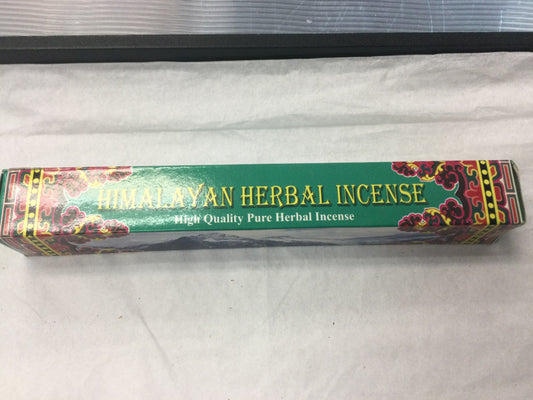 HIMALAYAN HERBAL INCENSE
High Quality Pure Herbal Incense